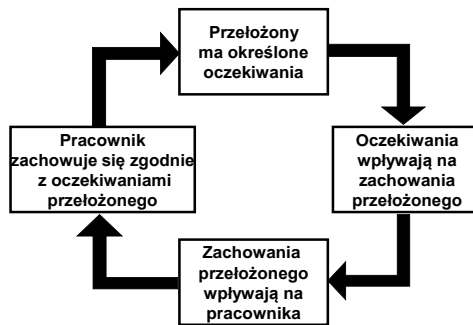 Przełożony
ma określone
oczekiwania
Oczekiwania
wpływają na
zachowania
przełożonego
Zachowania
przełożonego
wpływają na
pracownika
Pracownik
zachowuje się zgodnie
z oczekiwaniami
przełożonego